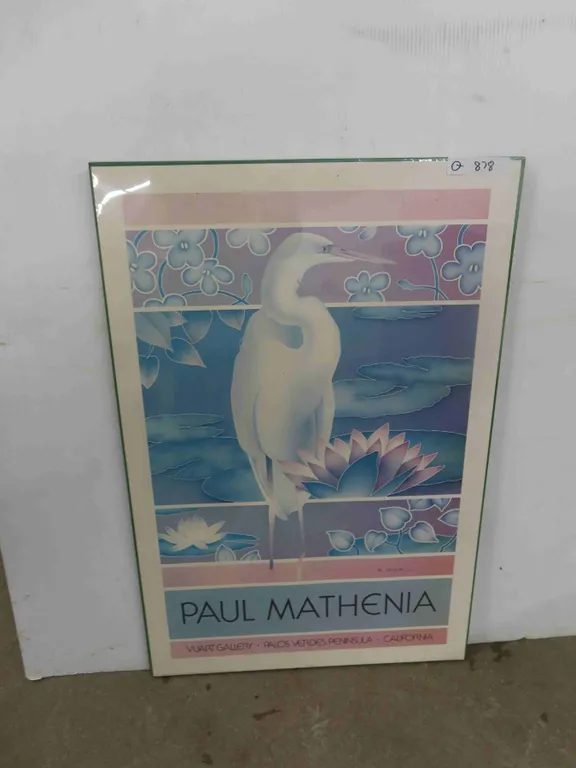 G 878
PAUL MATHENIA
VUART GALLERY • PALOS VERDES PENINSULA • CALIFORNIA